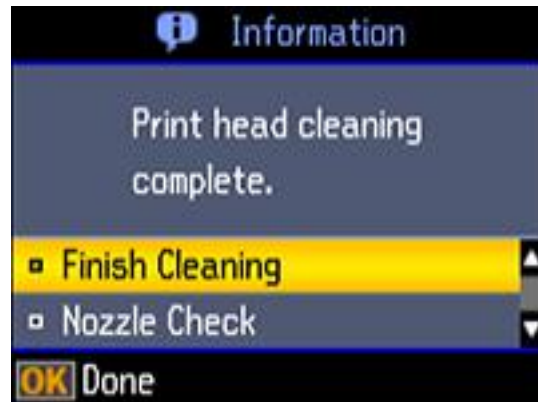 Information
Print head cleaning
complete.
Finish Cleaning
Nozzle Check
OK Done